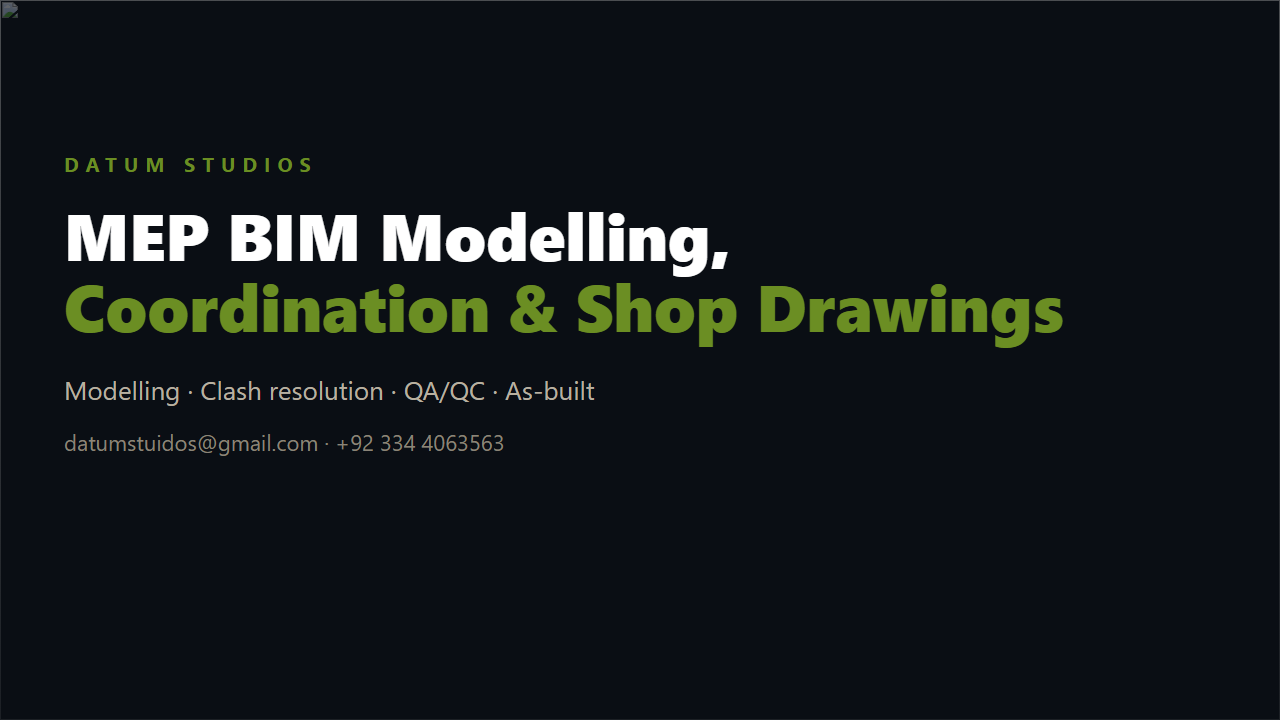 DATUM STUDIOS
MEP BIM Modelling,
Coordination & Shop Drawings
Modelling · Clash resolution · QA/QC · As-built
datumstuidos@gmail.com · +92 334 4063563